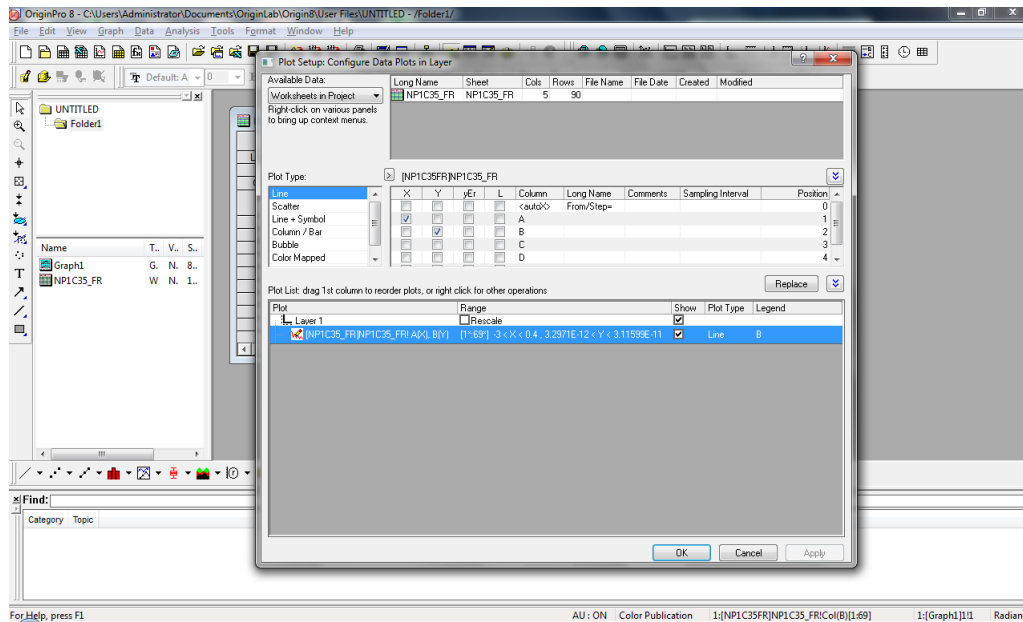 OriginPro 8 - C:\Users\Administrator\Documents\OriginLab\Origin8\User Files\UNTITLED - /Folder1/
File Edit View Graph Data Analysis Tools Format Window Help
Default: A 0
UNTITLED
Folder1
Name T.. V.. S..
Graph1 G. N. 8..
NP1C35_FR W N. 1..
Plot Setup: Configure Data Plots in Layer
Available Data:
Worksheets in Project
Right-click on various panels
to bring up context menus.
Long Name Sheet Cols Rows File Name File Date Created Modified
NP1C35_FR NP1C35_FR 5 90
Plot Type:
[NP1C35FR]NP1C35_FR
Line
Scatter
Line + Symbol
Column / Bar
Bubble
Color Mapped
X Y yEr L Column Long Name Comments Sampling Interval Position
<autoX> From/Step= 0
A 1
B 2
C 3
D 4
Replace
Plot List: drag 1st column to reorder plots, or right click for other operations
Plot Range Show Plot Type Legend
Layer 1 Rescale
[NP1C35_FR]NP1C35_FR! A(X), B(Y) [1*:69*] -3 < X < 0.4 , 3.2971E-12 < Y < 3.11599E-11 Line B
OK Cancel Apply
Find:
Category Topic
For Help, press F1
AU : ON Color Publication 1:[NP1C35FR]NP1C35_FR!Col(B)[1:69] 1:[Graph1]1!1 Radian